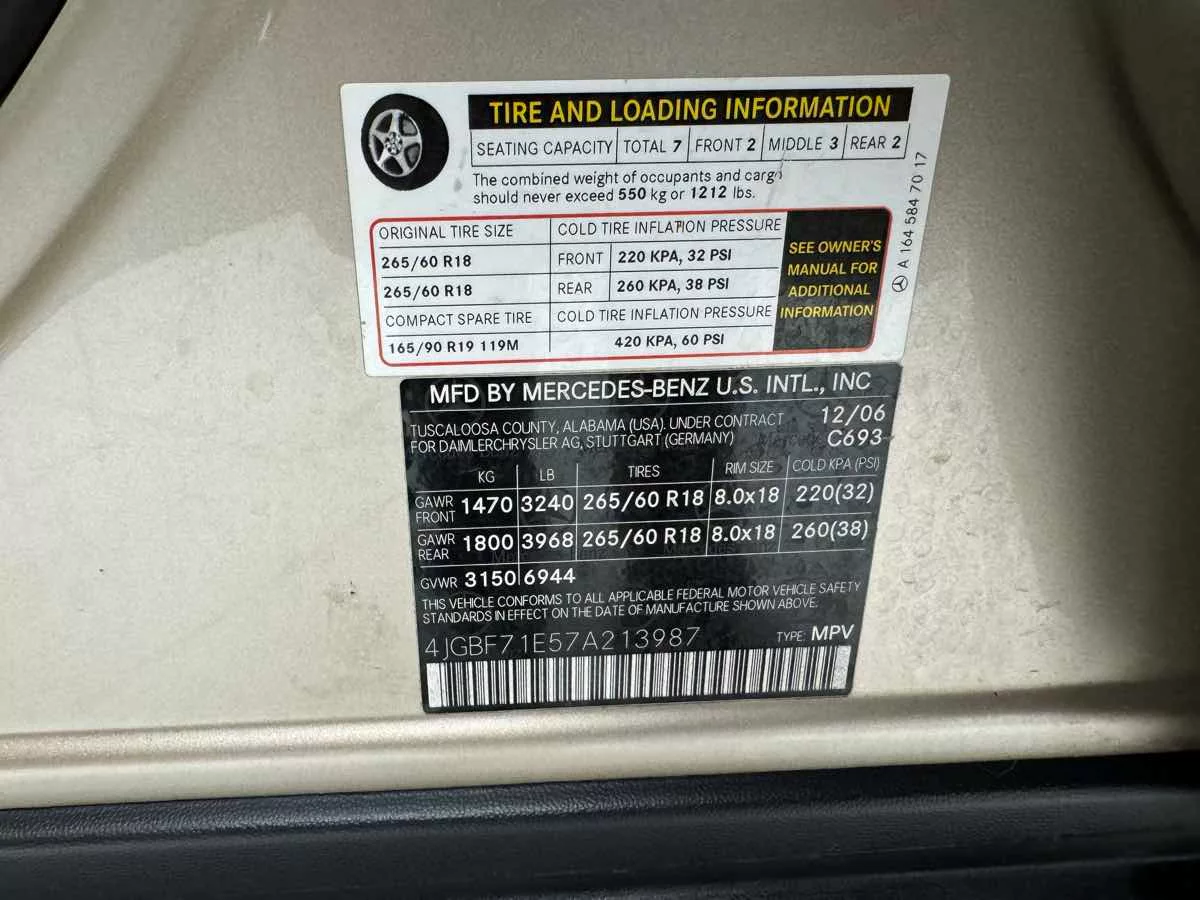 TIRE AND LOADING INFORMATION
SEATING CAPACITY TOTAL 7 FRONT 2 MIDDLE 3 REAR 2
The combined weight of occupants and cargo
should never exceed 550 kg or 1212 lbs.
ORIGINAL TIRE SIZE COLD TIRE INFLATION PRESSURE
265/60 R18 FRONT 220 KPA, 32 PSI
265/60 R18 REAR 260 KPA, 38 PSI
COMPACT SPARE TIRE COLD TIRE INFLATION PRESSURE
165/90 R19 119M 420 KPA, 60 PSI
SEE OWNER'S
MANUAL FOR
ADDITIONAL
INFORMATION
A 164 584 70 17
MFD BY MERCEDES-BENZ U.S. INTL., INC
TUSCALOOSA COUNTY, ALABAMA (USA). UNDER CONTRACT 12/06
FOR DAIMLERCHRYSLER AG, STUTTGART (GERMANY) C693
KG LB TIRES RIM SIZE COLD KPA (PSI)
GAWR FRONT 1470 3240 265/60 R18 8.0x18 220(32)
GAWR REAR 1800 3968 265/60 R18 8.0x18 260(38)
GVWR 3150 6944
THIS VEHICLE CONFORMS TO ALL APPLICABLE FEDERAL MOTOR VEHICLE SAFETY
STANDARDS IN EFFECT ON THE DATE OF MANUFACTURE SHOWN ABOVE.
4JGBF71E57A213987 TYPE: MPV